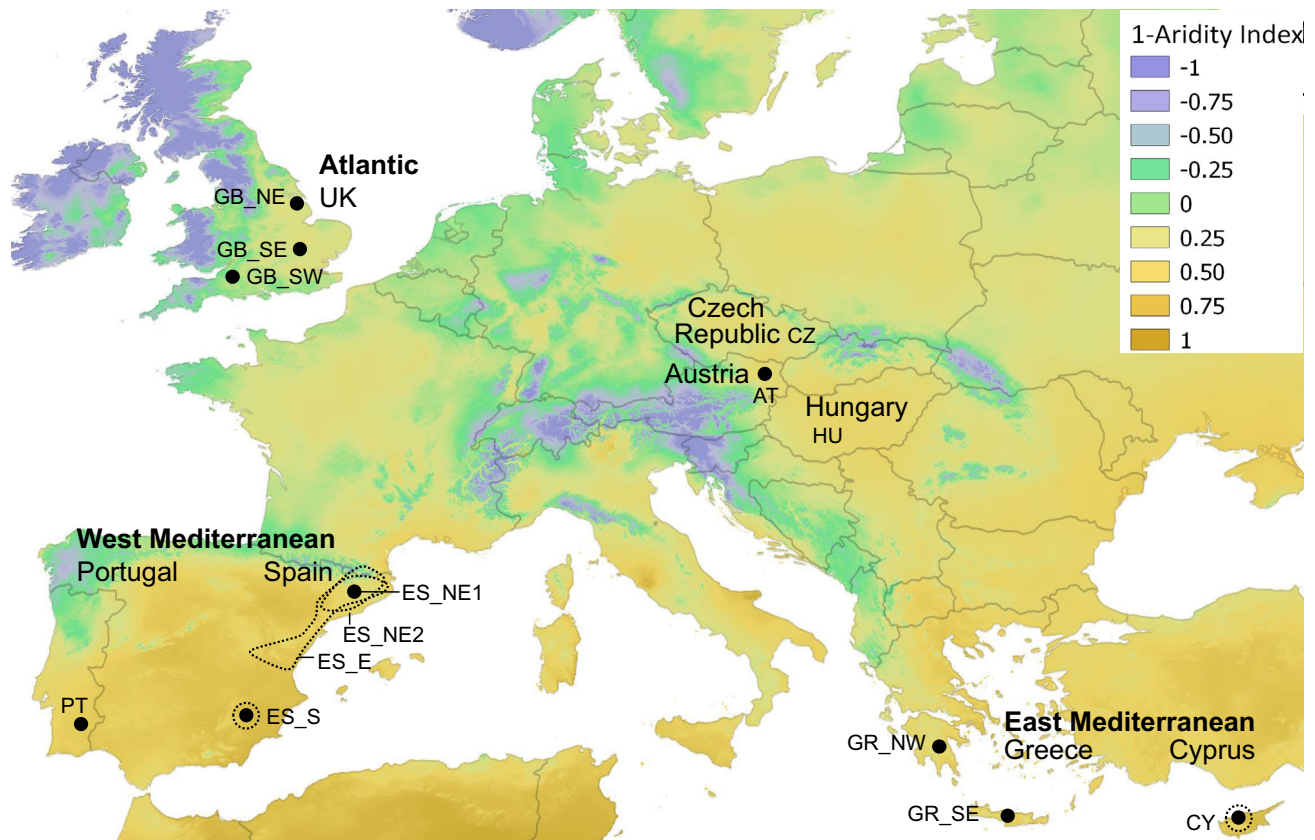 1-Aridity Index
-1
-0.75
-0.50
-0.25
0
0.25
0.50
0.75
1
Atlantic
UK
GB_NE
GB_SE
GB_SW
Czech
Republic CZ
Austria
AT
Hungary
HU
West Mediterranean
Portugal Spain
ES_NE1
ES_NE2
ES_E
PT
ES_S
East Mediterranean
Greece Cyprus
GR_NW
GR_SE
CY